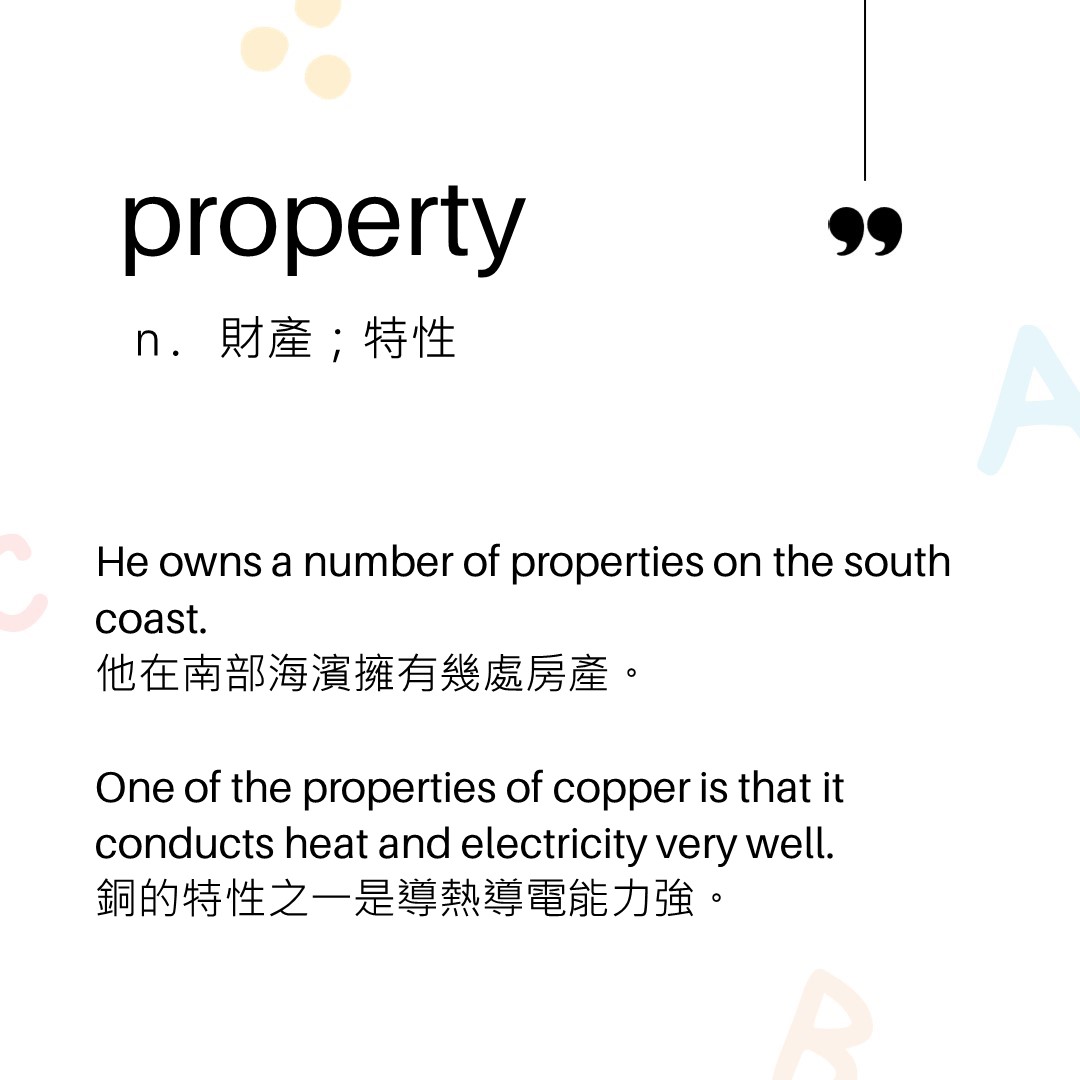 property
”
n. 財產；特性
He owns a number of properties on the south
coast.
他在南部海濱擁有幾處房產。
One of the properties of copper is that it
conducts heat and electricity very well.
銅的特性之一是導熱導電能力強。
A
C
B